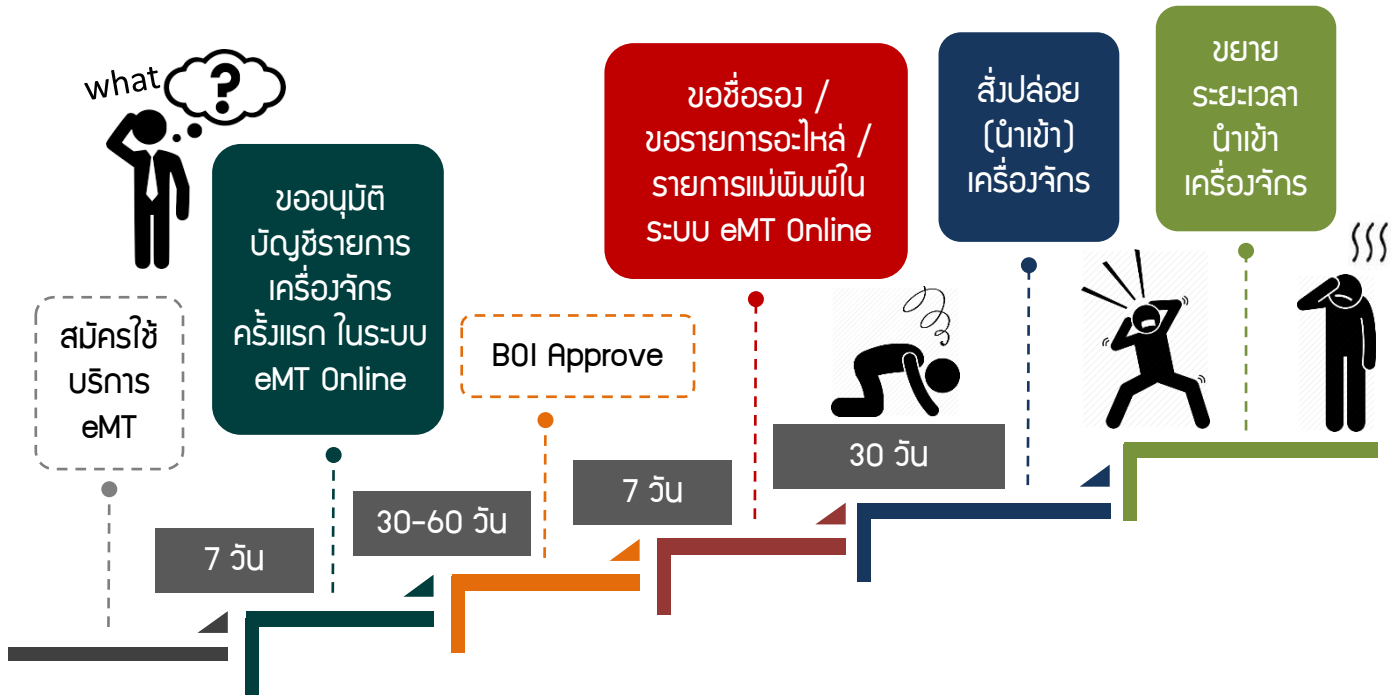 what
?
สมัครใช้
บริการ
eMT
7 วัน
ขออนุมัติ
บัญชีรายการ
เครื่องจักร
ครั้งแรก ในระบบ
eMT Online
30-60 วัน
BOI Approve
7 วัน
ขอชื่อรอง /
ขอรายการอะไหล่ /
รายการแม่พิมพ์ใน
ระบบ eMT Online
30 วัน
สั่งปล่อย
(นำเข้า)
เครื่องจักร
ขยาย
ระยะเวลา
นำเข้า
เครื่องจักร